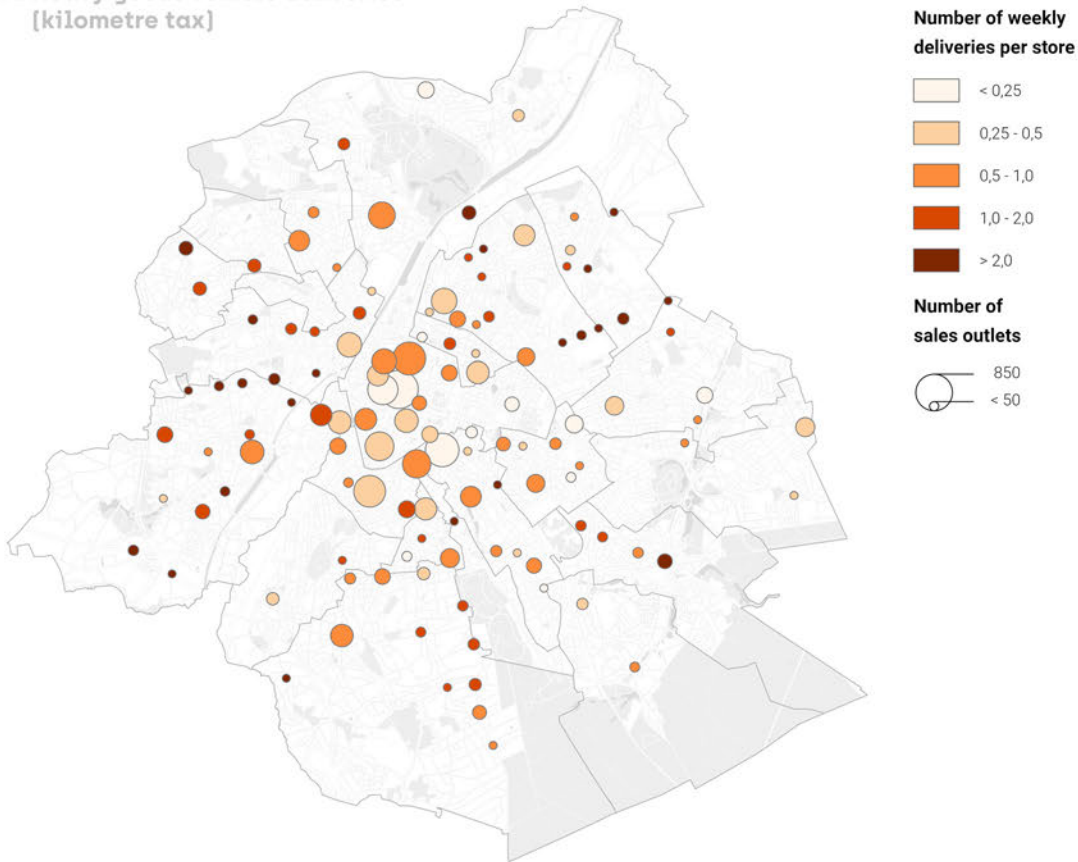 (kilometre tax)
Number of weekly
deliveries per store
< 0,25
0,25 - 0,5
0,5 - 1,0
1,0 - 2,0
> 2,0
Number of
sales outlets
850
< 50